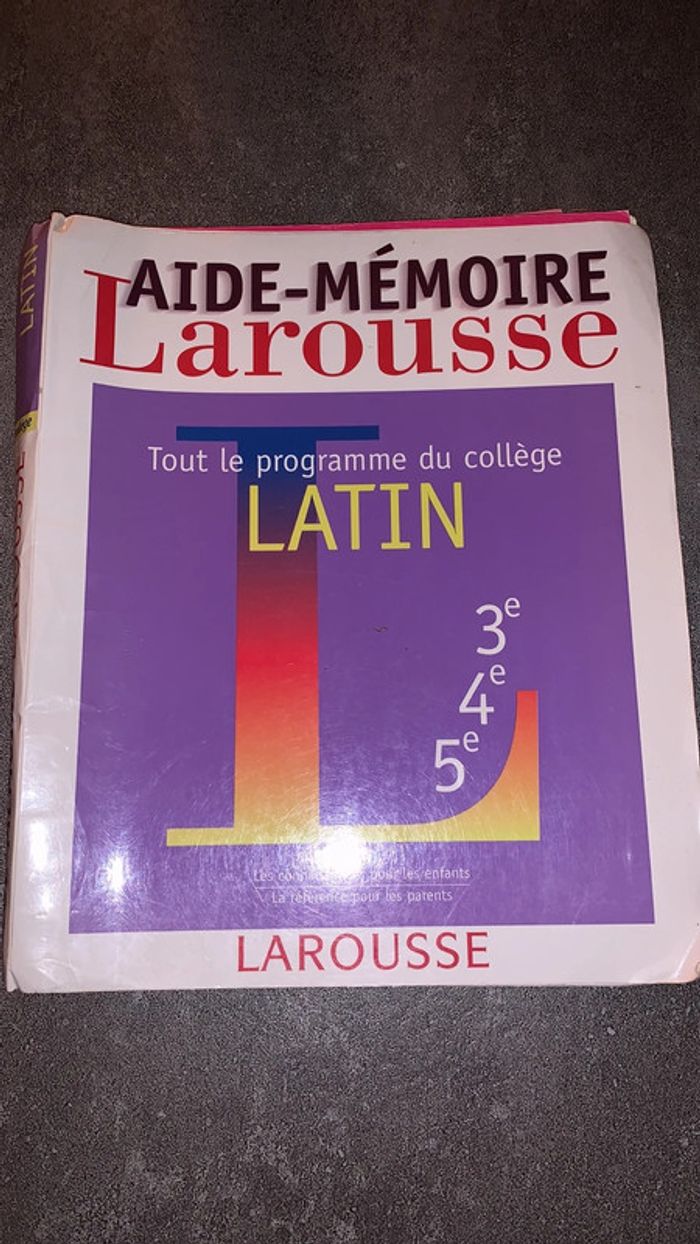 AIDE-MÉMOIRE
Larousse
Tout le programme du collège
LATIN
3e
4e
5e
Les pour les enfants
La référence pour les parents
LAROUSSE
LATIN